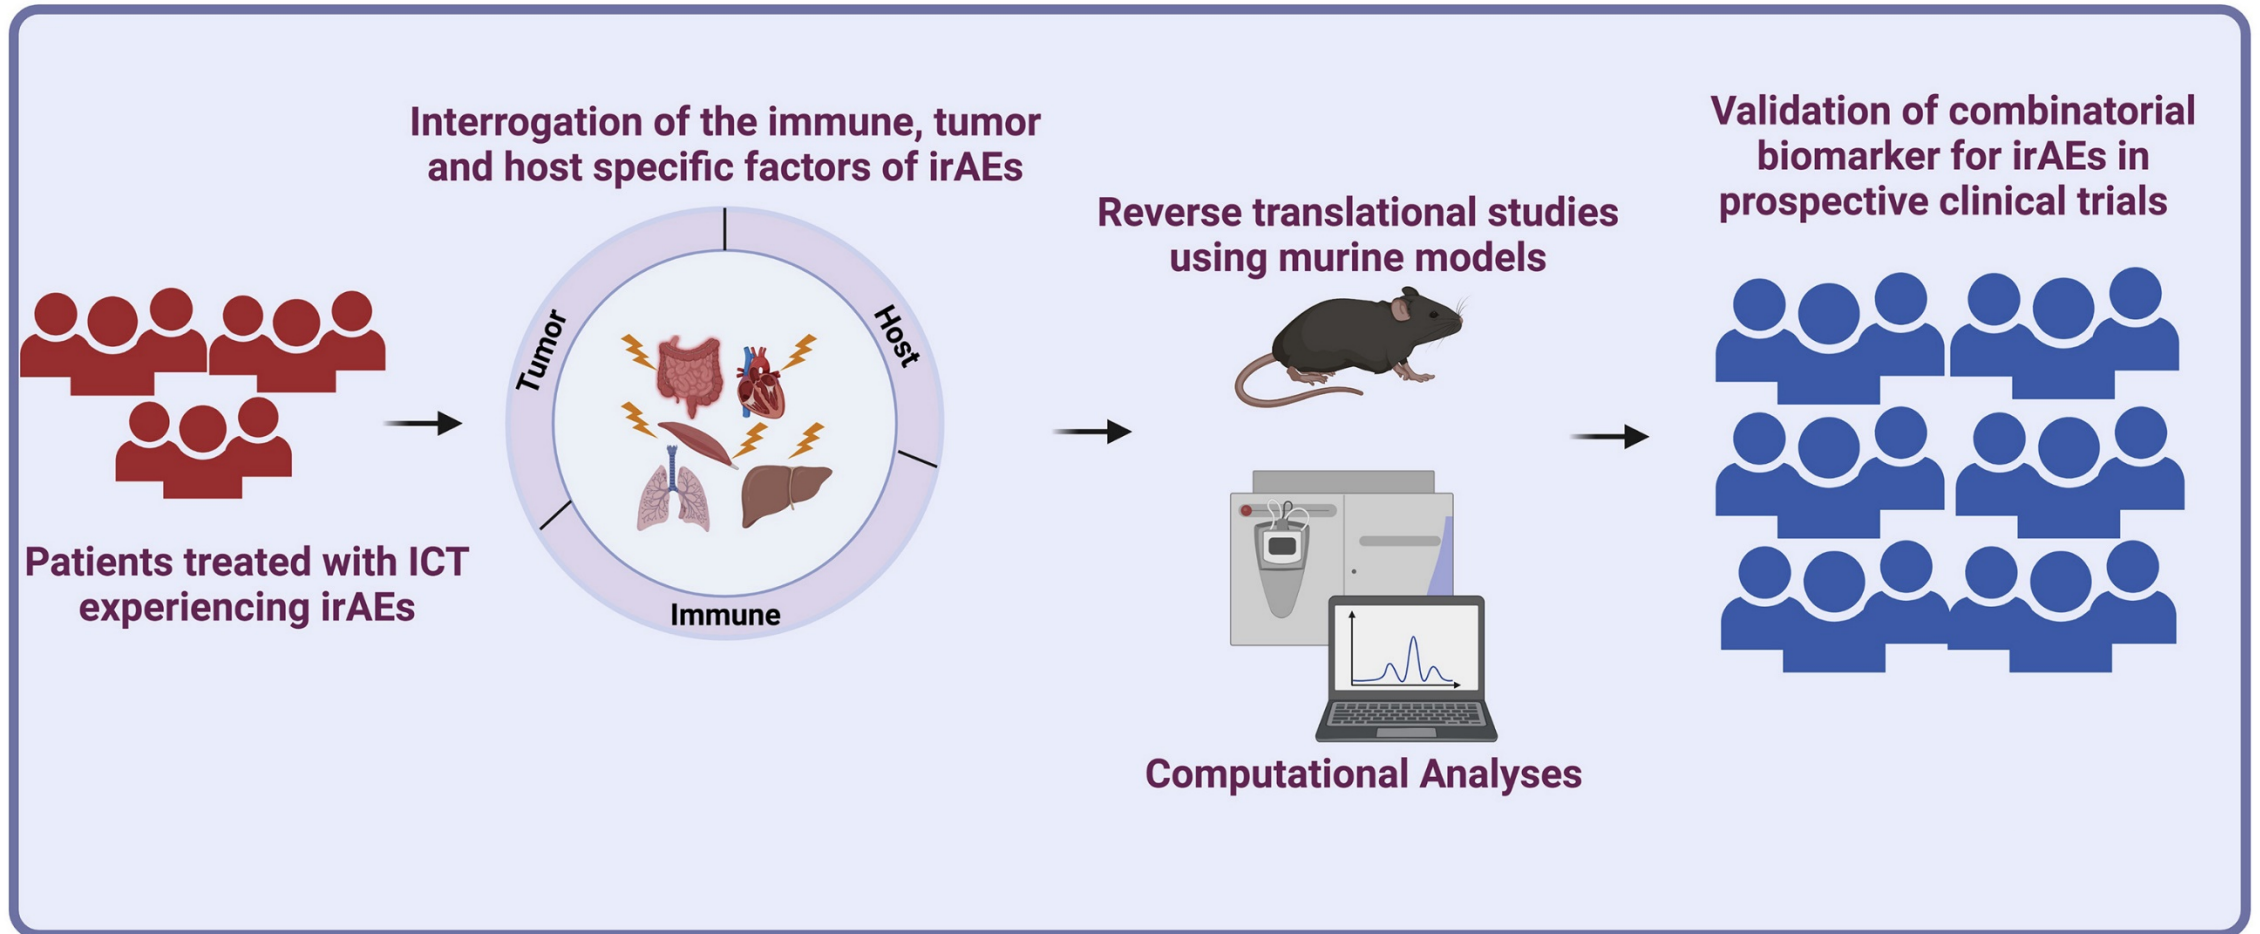 Patients treated with ICT
experiencing irAEs
Interrogation of the immune, tumor
and host specific factors of irAEs
Tumor
Host
Immune
Reverse translational studies
using murine models
Computational Analyses
Validation of combinatorial
biomarker for irAEs in
prospective clinical trials